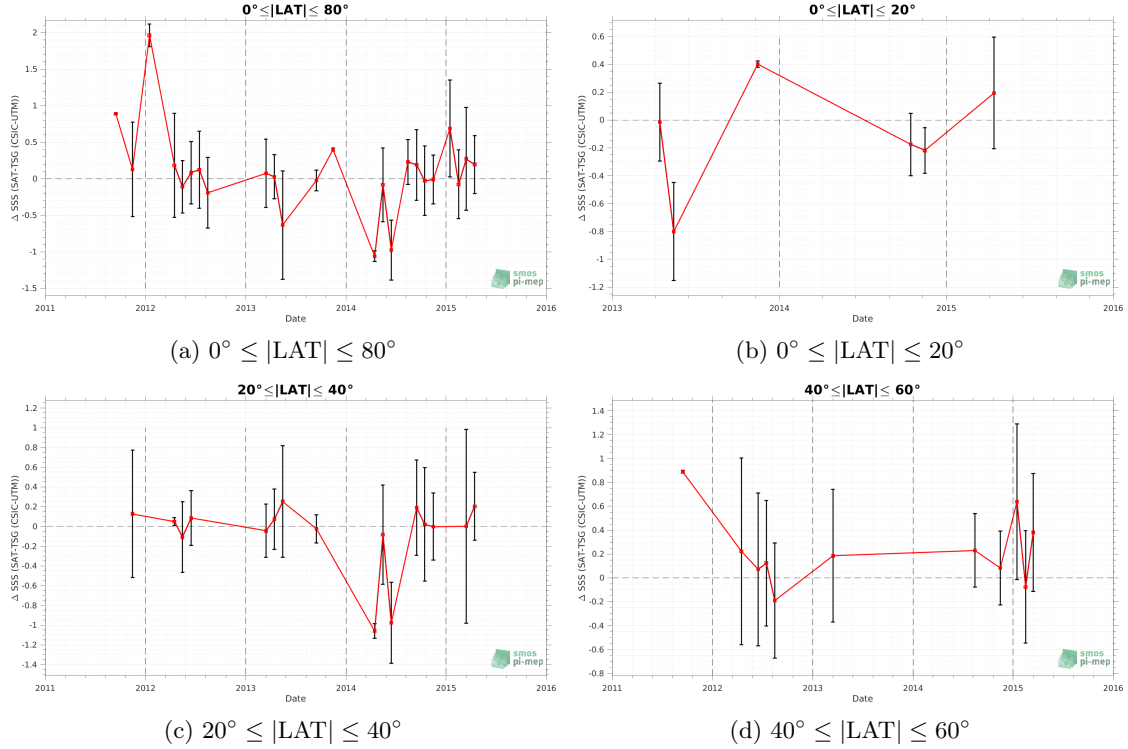 0°≤|LAT|≤ 80°
2
1.5
1
0.5
0
-0.5
-1
-1.5
Δ SSS (SAT-TSG (CSIC-UTM))
2011 2012 2013 2014 2015 2016
Date
smos
pi-mep
(a) 0° ≤ |LAT| ≤ 80°
0°≤|LAT|≤ 20°
0.6
0.4
0.2
0
-0.2
-0.4
-0.6
-0.8
-1
-1.2
Δ SSS (SAT-TSG (CSIC-UTM))
2013 2014 2015 2016
Date
smos
pi-mep
(b) 0° ≤ |LAT| ≤ 20°
20°≤|LAT|≤ 40°
1.2
1
0.8
0.6
0.4
0.2
0
-0.2
-0.4
-0.6
-0.8
-1
-1.2
-1.4
Δ SSS (SAT-TSG (CSIC-UTM))
2011 2012 2013 2014 2015 2016
Date
smos
pi-mep
(c) 20° ≤ |LAT| ≤ 40°
40°≤|LAT|≤ 60°
1.4
1.2
1
0.8
0.6
0.4
0.2
0
-0.2
-0.4
-0.6
-0.8
Δ SSS (SAT-TSG (CSIC-UTM))
2011 2012 2013 2014 2015 2016
Date
smos
pi-mep
(d) 40° ≤ |LAT| ≤ 60°